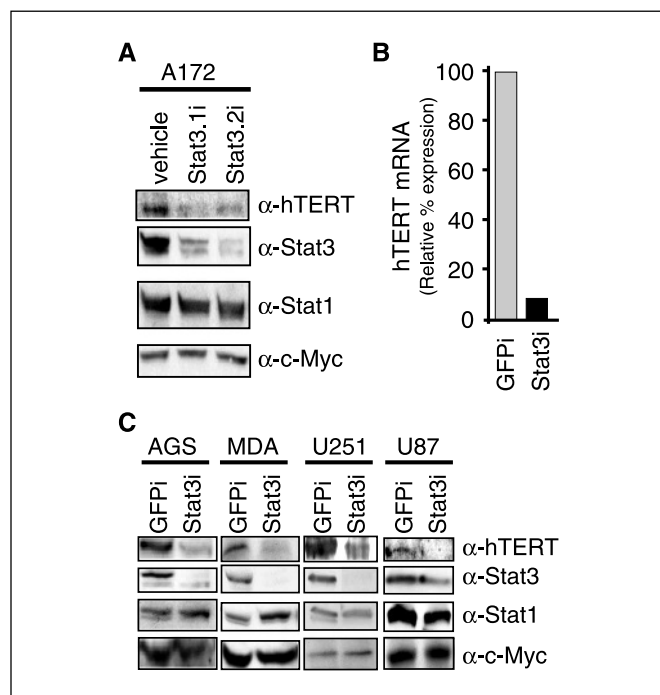 A
A172
vehicle
Stat3.1i
Stat3.2i
α-hTERT
α-Stat3
α-Stat1
α-c-Myc
B
hTERT mRNA
(Relative % expression)
100
80
60
40
20
0
GFPi
Stat3i
C
AGS MDA U251 U87
GFPi Stat3i GFPi Stat3i GFPi Stat3i GFPi Stat3i
α-hTERT
α-Stat3
α-Stat1
α-c-Myc